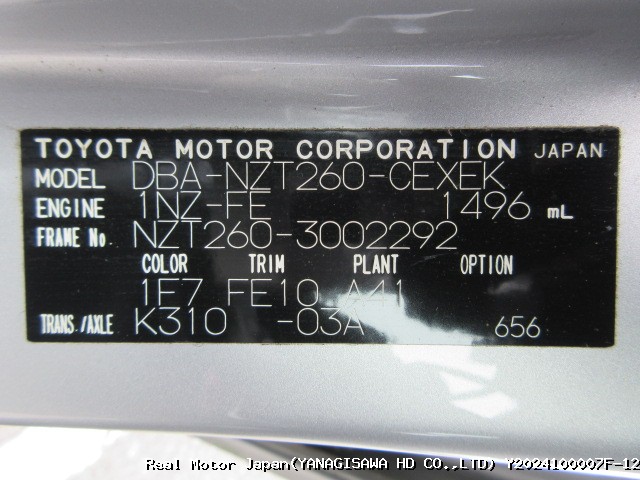 TOYOTA MOTOR CORPORATION JAPAN
MODEL DBA-NZT260-CEXEK
ENGINE 1NZ-FE 1496 mL
FRAME No. NZT260-3002292
COLOR TRIM PLANT OPTION
1F7 FE10 A41
TRANS./AXLE K310 -03A 656
Real Motor Japan(YANAGISAWA HD CO.,LTD) Y2024100007F-12